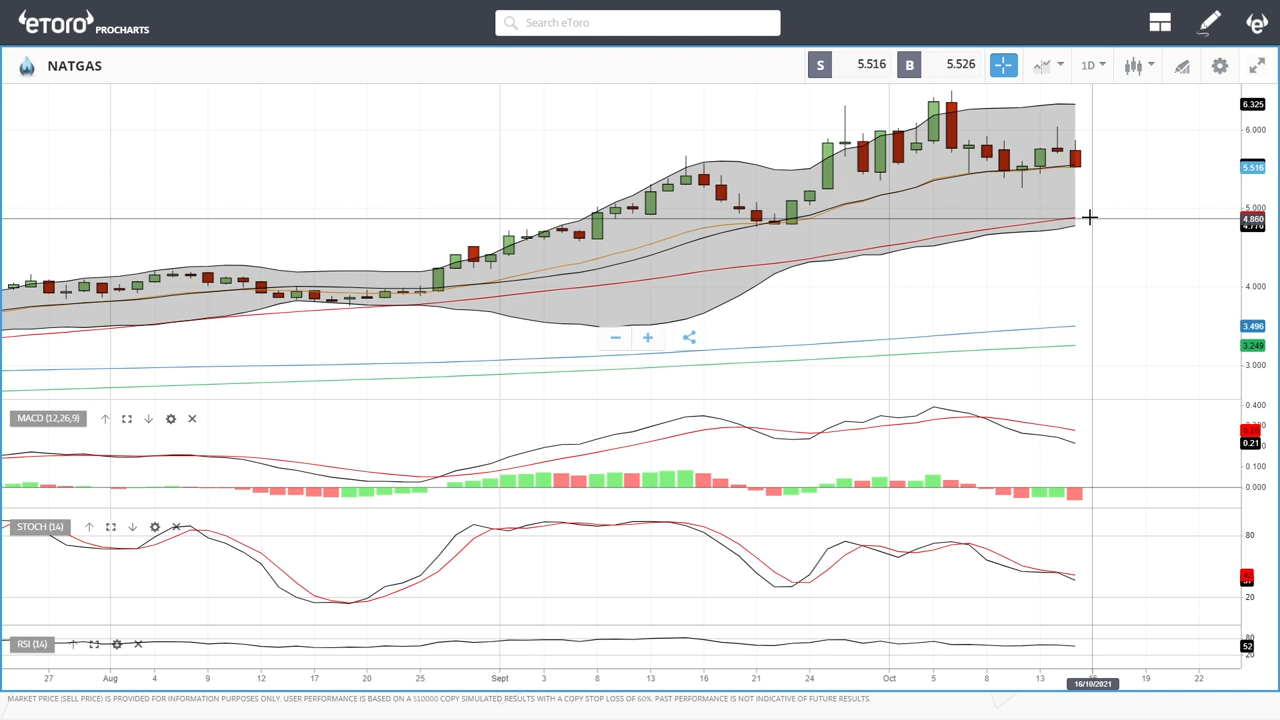 eToro PROCHARTS
Search eToro
NATGAS
S 5.516 B 5.526
1D
6.325
6.000
5.516
5.000
4.860
4.770
4.000
3.496
3.249
3.000
MACD (12,26,9)
0.400
0.21
0.100
0.000
STOCH (14)
80
20
RSI (14)
52
20
27 Aug 4 9 12 17 20 25 Sept 3 8 13 16 21 24 Oct 5 8 13 19 22
16/10/2021
MARKET PRICE (SELL PRICE) IS PROVIDED FOR INFORMATION PURPOSES ONLY. USER PERFORMANCE IS BASED ON A $10000 COPY SIMULATED RESULTS WITH A COPY STOP LOSS OF 60%. PAST PERFORMANCE IS NOT INDICATIVE OF FUTURE RESULTS.